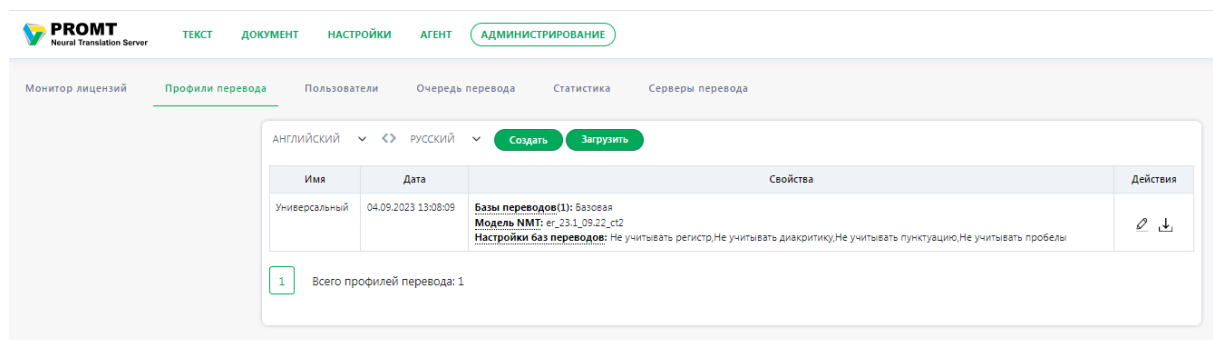 PROMT
Neural Translation Server
ТЕКСТ ДОКУМЕНТ НАСТРОЙКИ АГЕНТ АДМИНИСТРИРОВАНИЕ
Монитор лицензий Профили перевода Пользователи Очередь перевода Статистика Серверы перевода
АНГЛИЙСКИЙ <> РУССКИЙ Создать Загрузить
Имя Дата Свойства Действия
Универсальный 04.09.2023 13:08:09 Базы переводов(1): Базовая
Модель NMT: er_23.1_09.22_ct2
Настройки баз переводов: Не учитывать регистр,Не учитывать диакритику,Не учитывать пунктуацию,Не учитывать пробелы
1 Всего профилей перевода: 1